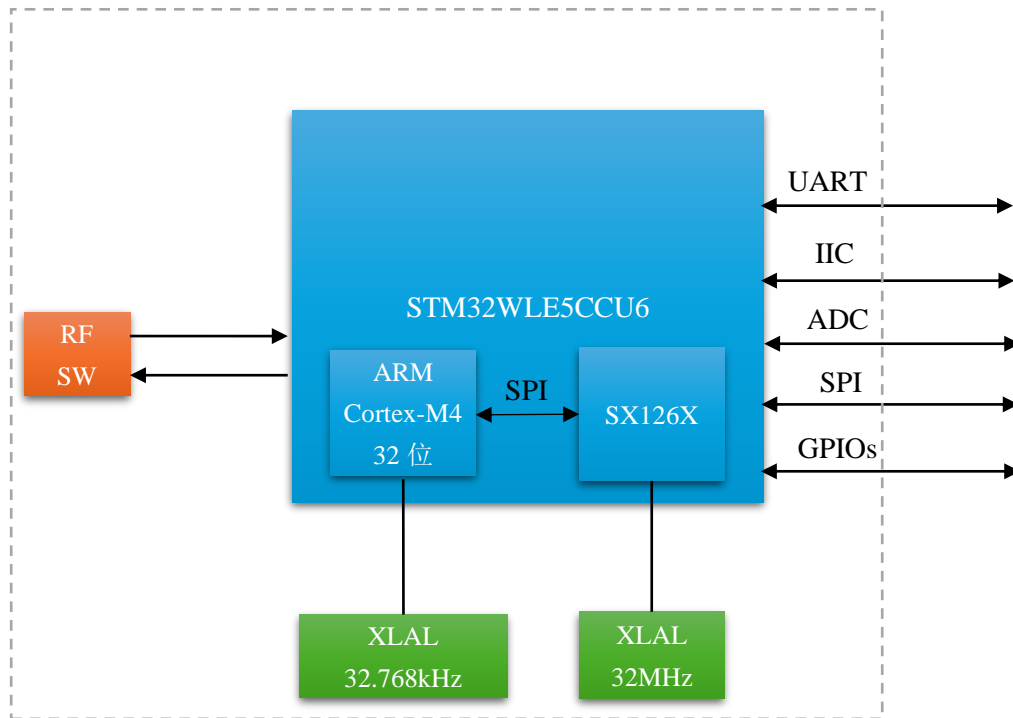 UART
IIC
STM32WLE5CCU6
ADC
RF
SW
ARM
Cortex-M4
32 位
SPI
SX126X
SPI
GPIOs
XLAL
32.768kHz
XLAL
32MHz